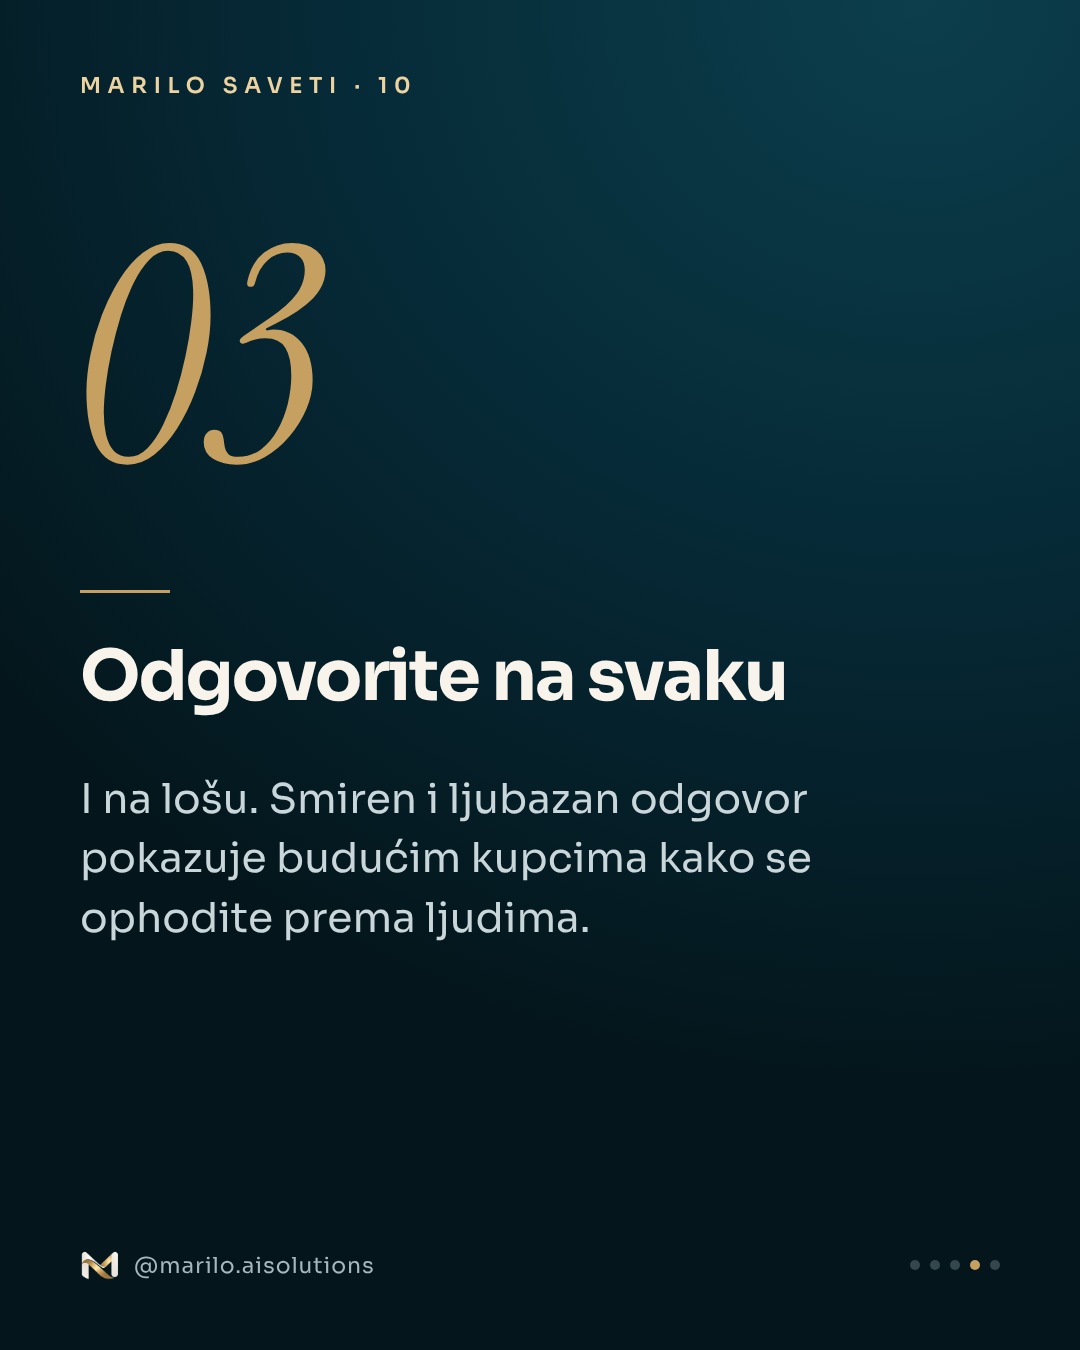 MARILO SAVETI · 10
03
Odgovorite na svaku
I na lošu. Smiren i ljubazan odgovor
pokazuje budućim kupcima kako se
ophodite prema ljudima.
@marilo.aisolutions